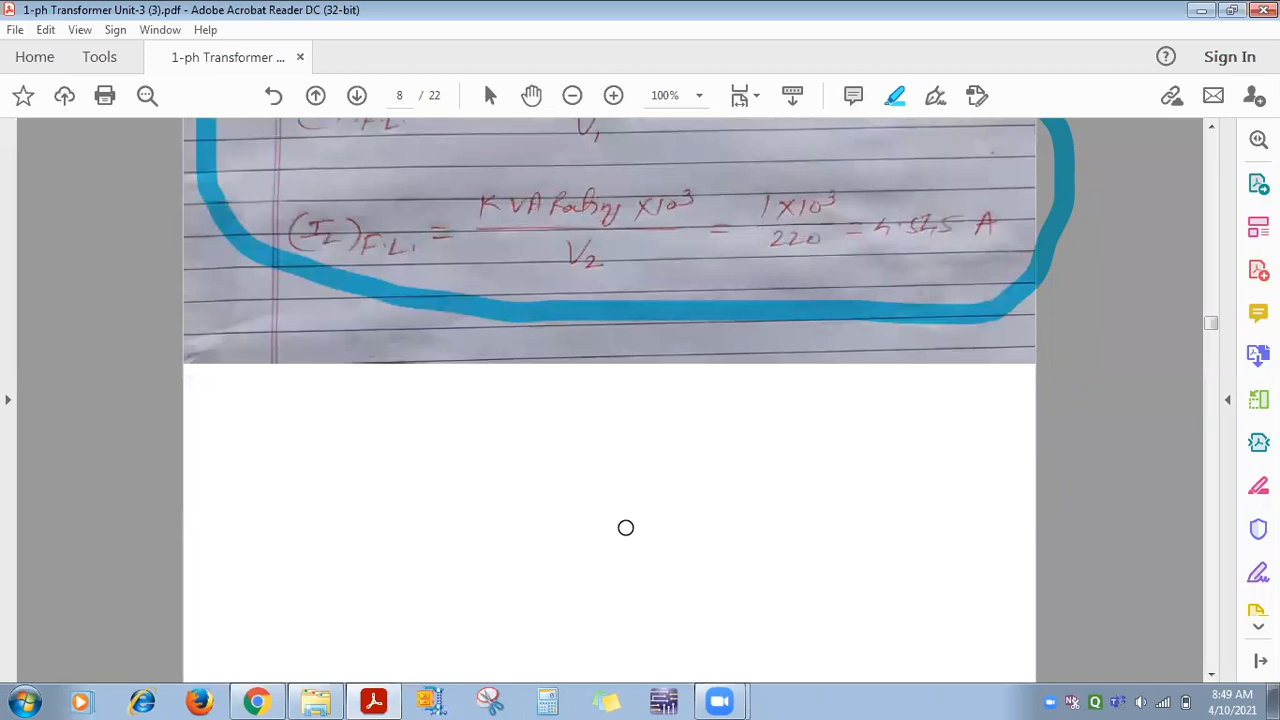 1-ph Transformer Unit-3 (3).pdf - Adobe Acrobat Reader DC (32-bit)
File Edit View Sign Window Help
Home Tools 1-ph Transformer ... × Sign In
8 / 22 100%
V₁
(I₂)F.L. = KVA Rating ×10³ / V₂ = 1×10³ / 220 = 4.545 A
8:49 AM
4/10/2021